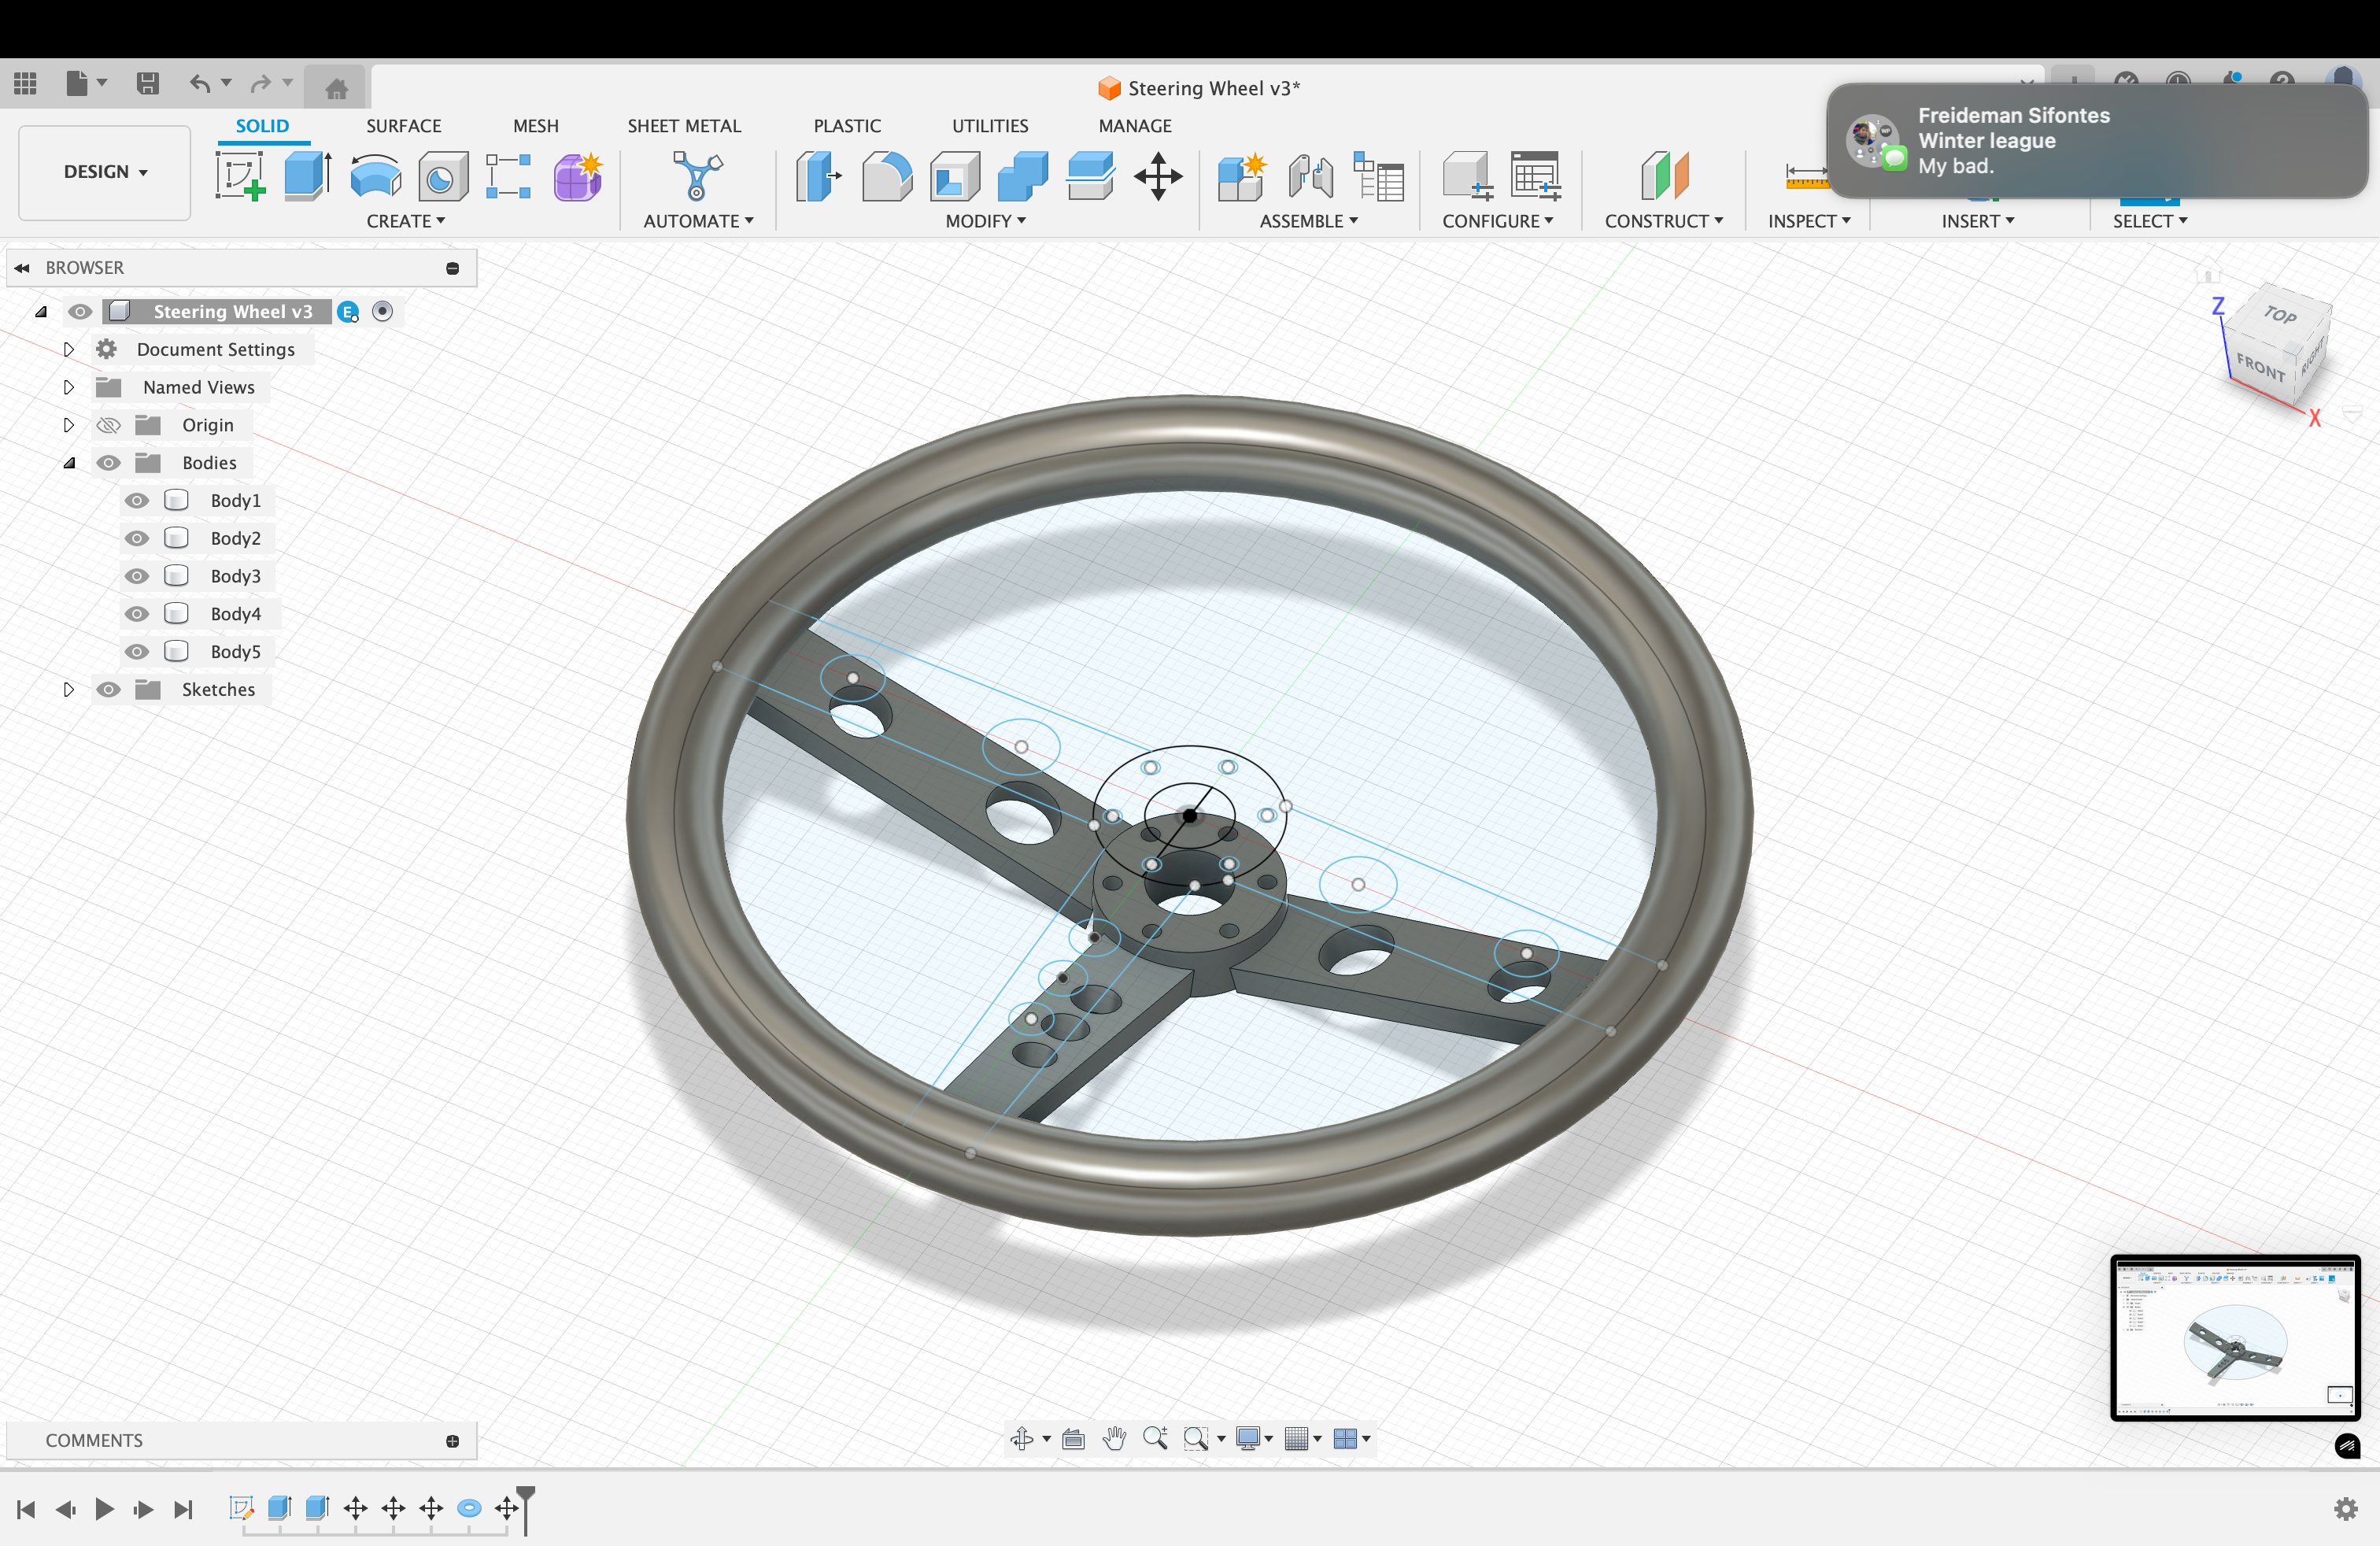 Steering Wheel v3*
Freideman Sifontes
Winter league
My bad.
DESIGN
SOLID
SURFACE
MESH
SHEET METAL
PLASTIC
UTILITIES
MANAGE
CREATE
AUTOMATE
MODIFY
ASSEMBLE
CONFIGURE
CONSTRUCT
INSPECT
INSERT
SELECT
BROWSER
Steering Wheel v3
E
Document Settings
Named Views
Origin
Bodies
Body1
Body2
Body3
Body4
Body5
Sketches
Z
TOP
FRONT
RIGHT
X
COMMENTS